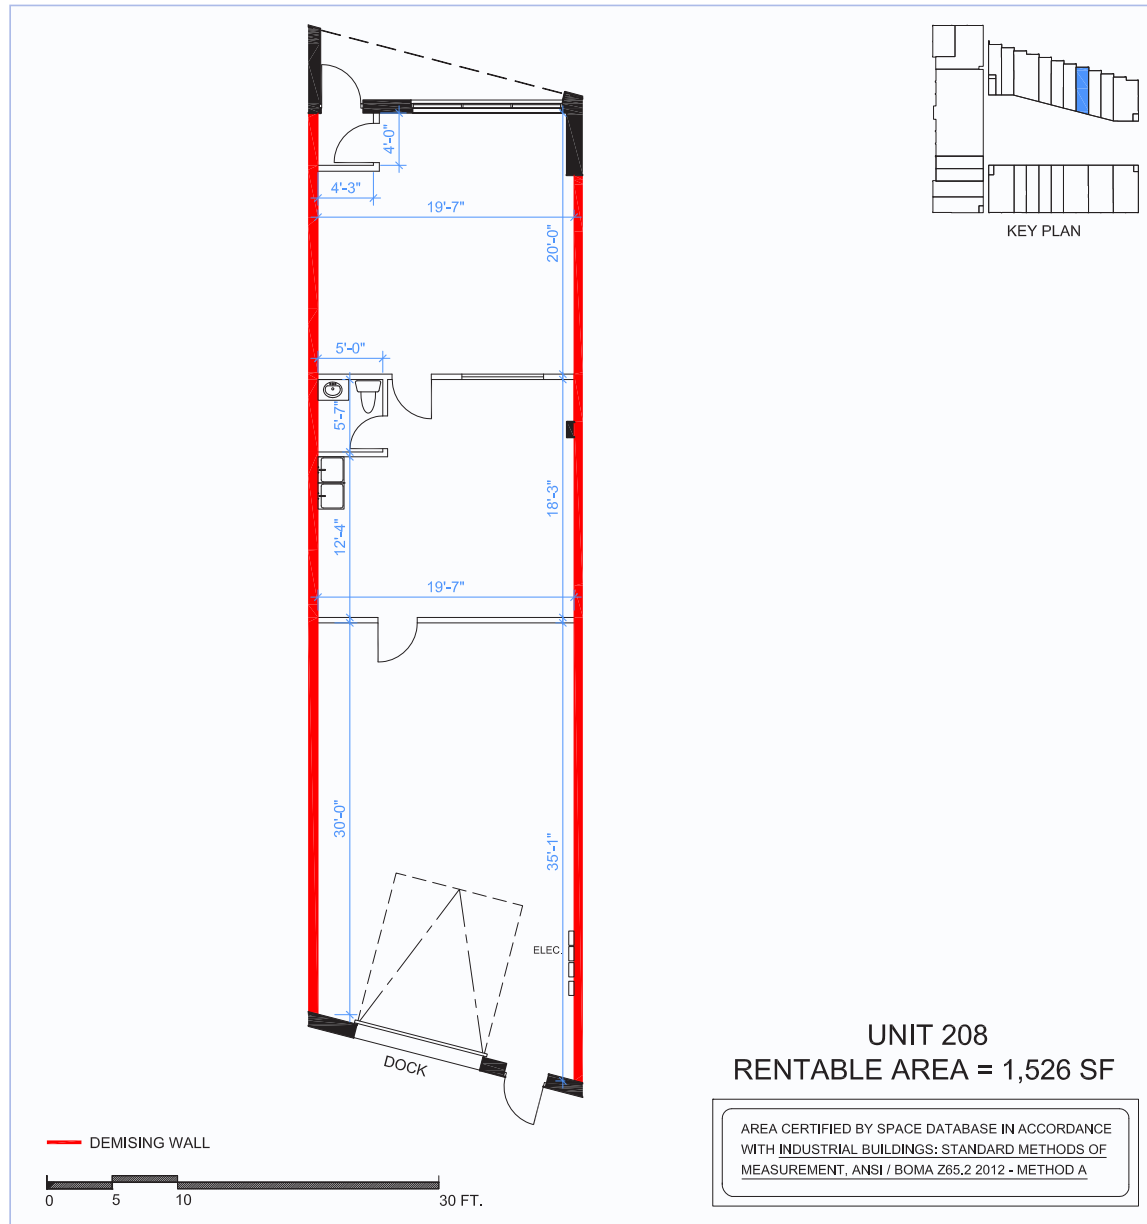 KEY PLAN
4'-0"
4'-3"
19'-7"
20'-0"
5'-0"
5'-7"
18'-3"
12'-4"
19'-7"
30'-0"
35'-1"
ELEC.
DOCK
UNIT 208
RENTABLE AREA = 1,526 SF
AREA CERTIFIED BY SPACE DATABASE IN ACCORDANCE
WITH INDUSTRIAL BUILDINGS: STANDARD METHODS OF
MEASUREMENT, ANSI / BOMA Z65.2 2012 - METHOD A
DEMISING WALL
0 5 10 30 FT.